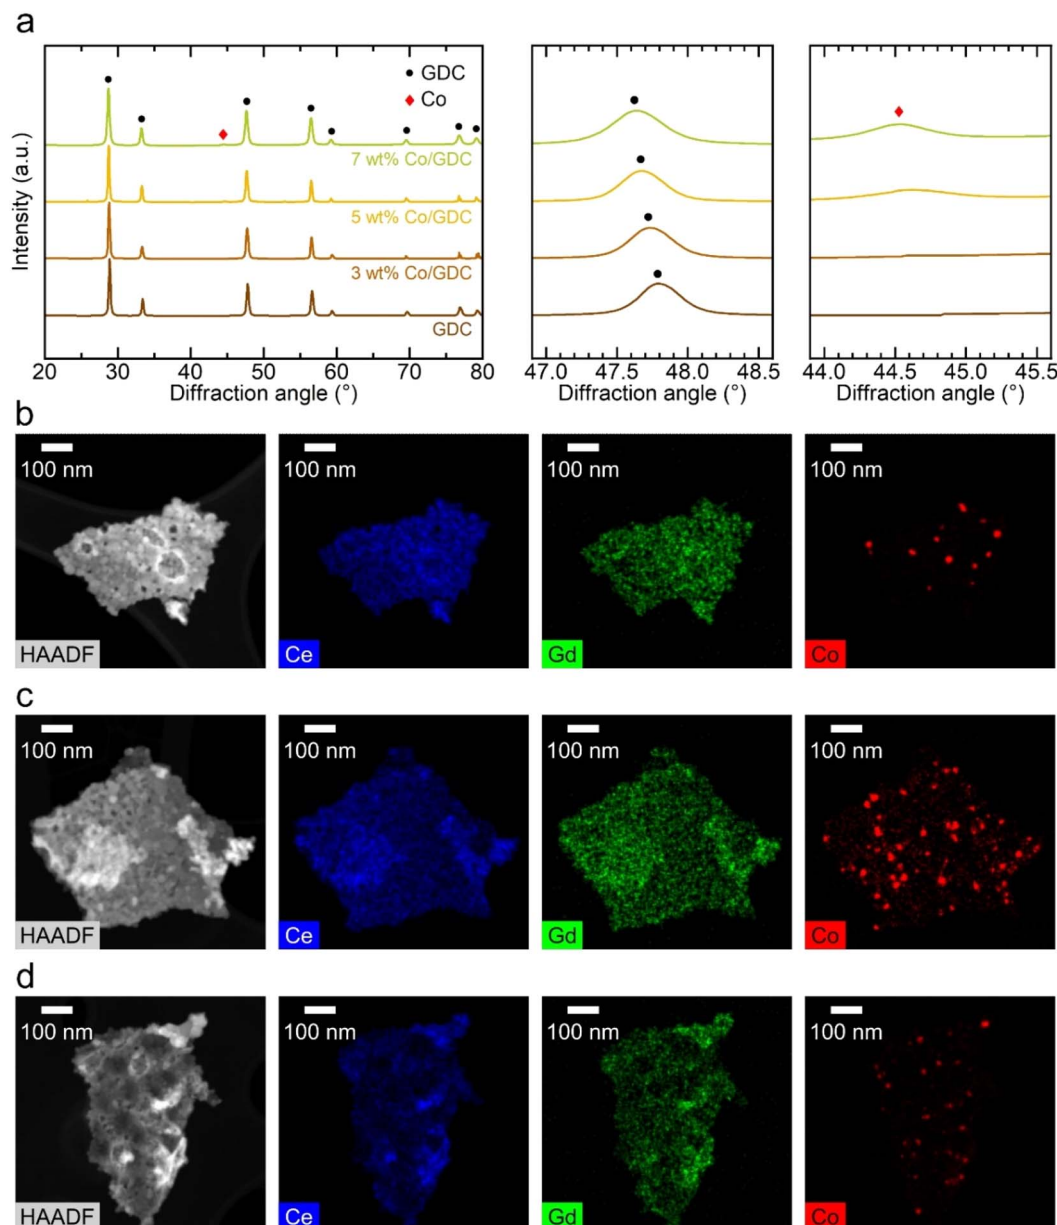 a
GDC
Co
7 wt% Co/GDC
5 wt% Co/GDC
3 wt% Co/GDC
GDC
Intensity (a.u.)
20 30 40 50 60 70 80
Diffraction angle (°)
47.0 47.5 48.0 48.5
Diffraction angle (°)
44.0 44.5 45.0 45.5
Diffraction angle (°)
b
100 nm 100 nm 100 nm 100 nm
HAADF Ce Gd Co
c
100 nm 100 nm 100 nm 100 nm
HAADF Ce Gd Co
d
100 nm 100 nm 100 nm 100 nm
HAADF Ce Gd Co